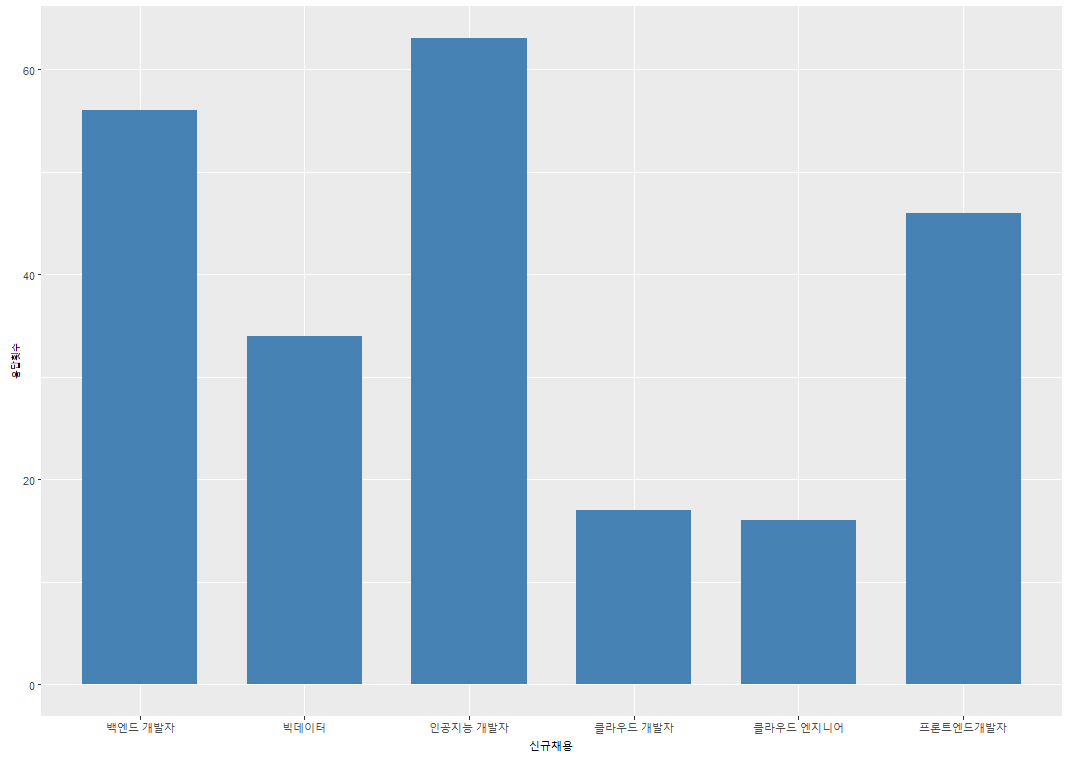 60
40
20
0
응답횟수
백엔드 개발자
빅데이터
인공지능 개발자
클라우드 개발자
클라우드 엔지니어
프론트엔드개발자
신규채용